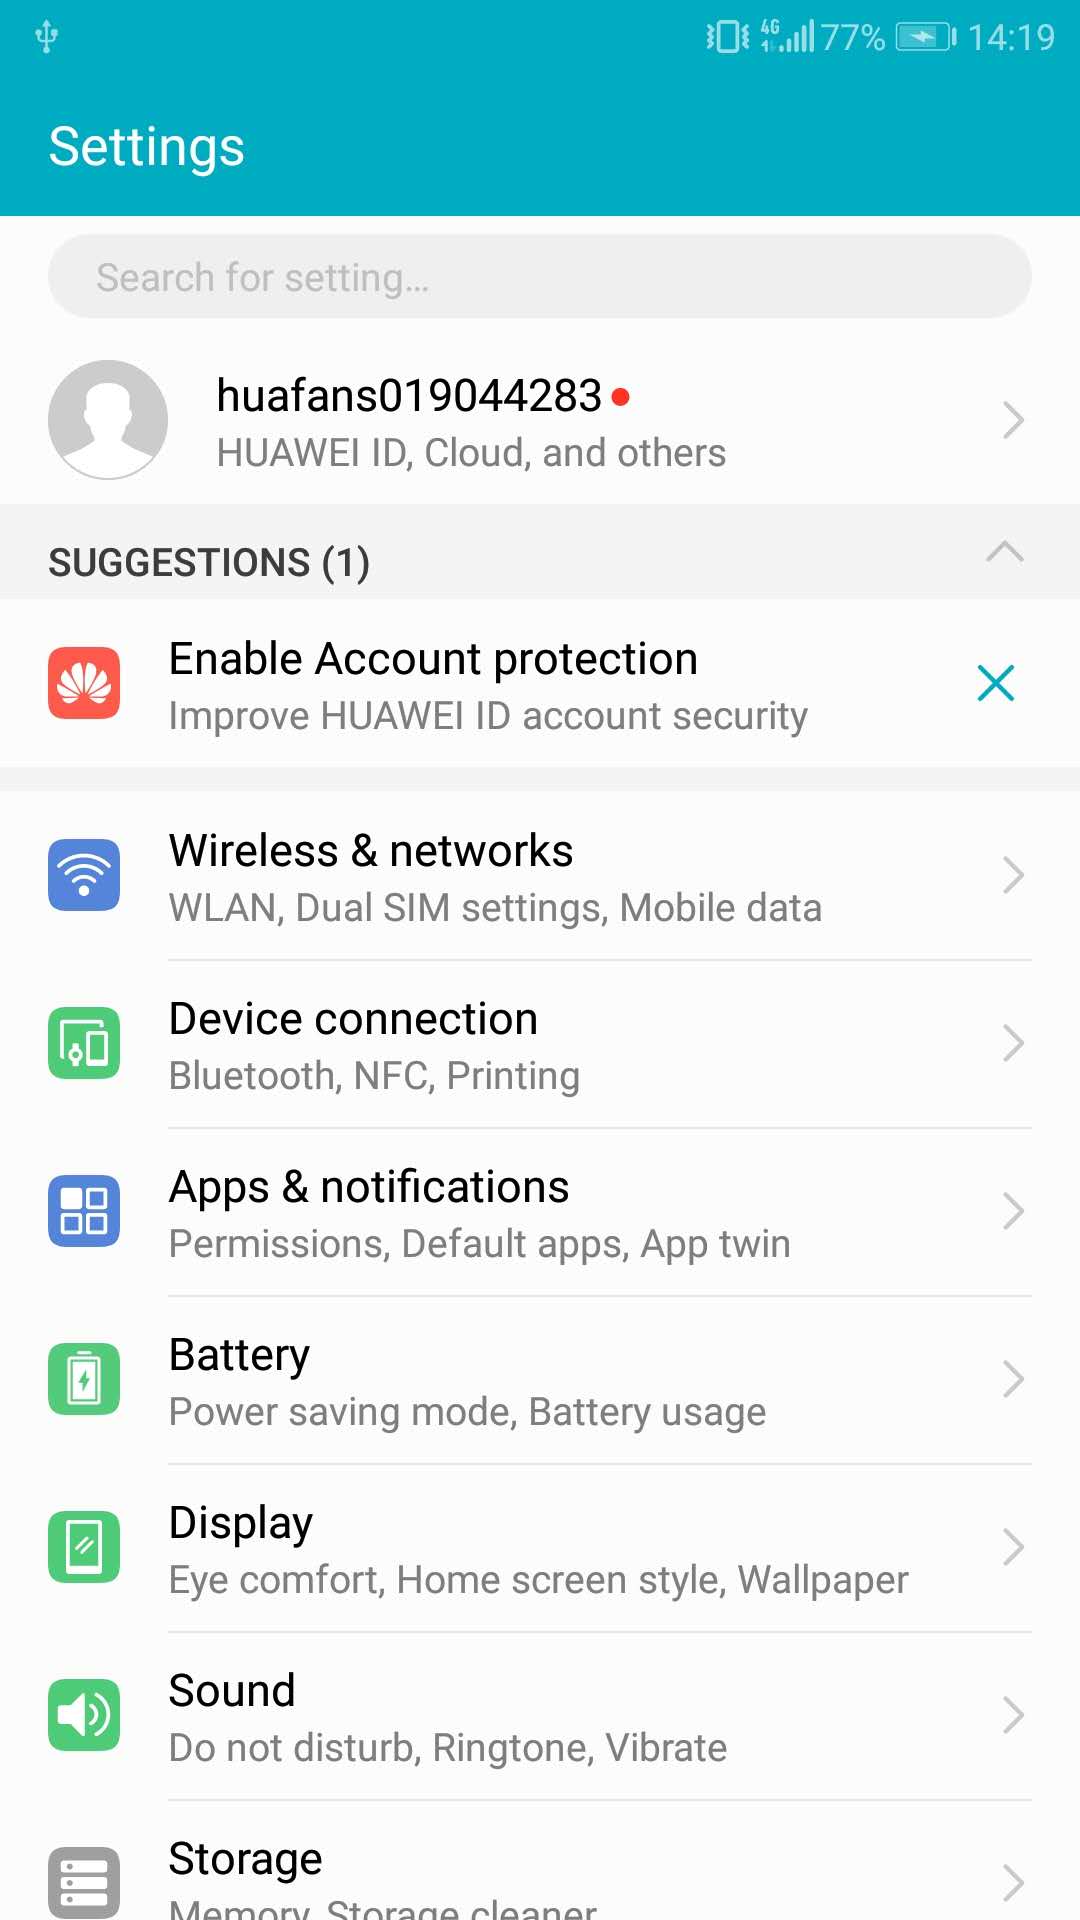 4G 77% 14:19
Settings
Search for setting...
huafans019044283
HUAWEI ID, Cloud, and others
SUGGESTIONS (1)
Enable Account protection
Improve HUAWEI ID account security
Wireless & networks
WLAN, Dual SIM settings, Mobile data
Device connection
Bluetooth, NFC, Printing
Apps & notifications
Permissions, Default apps, App twin
Battery
Power saving mode, Battery usage
Display
Eye comfort, Home screen style, Wallpaper
Sound
Do not disturb, Ringtone, Vibrate
Storage
Memory, Storage cleaner